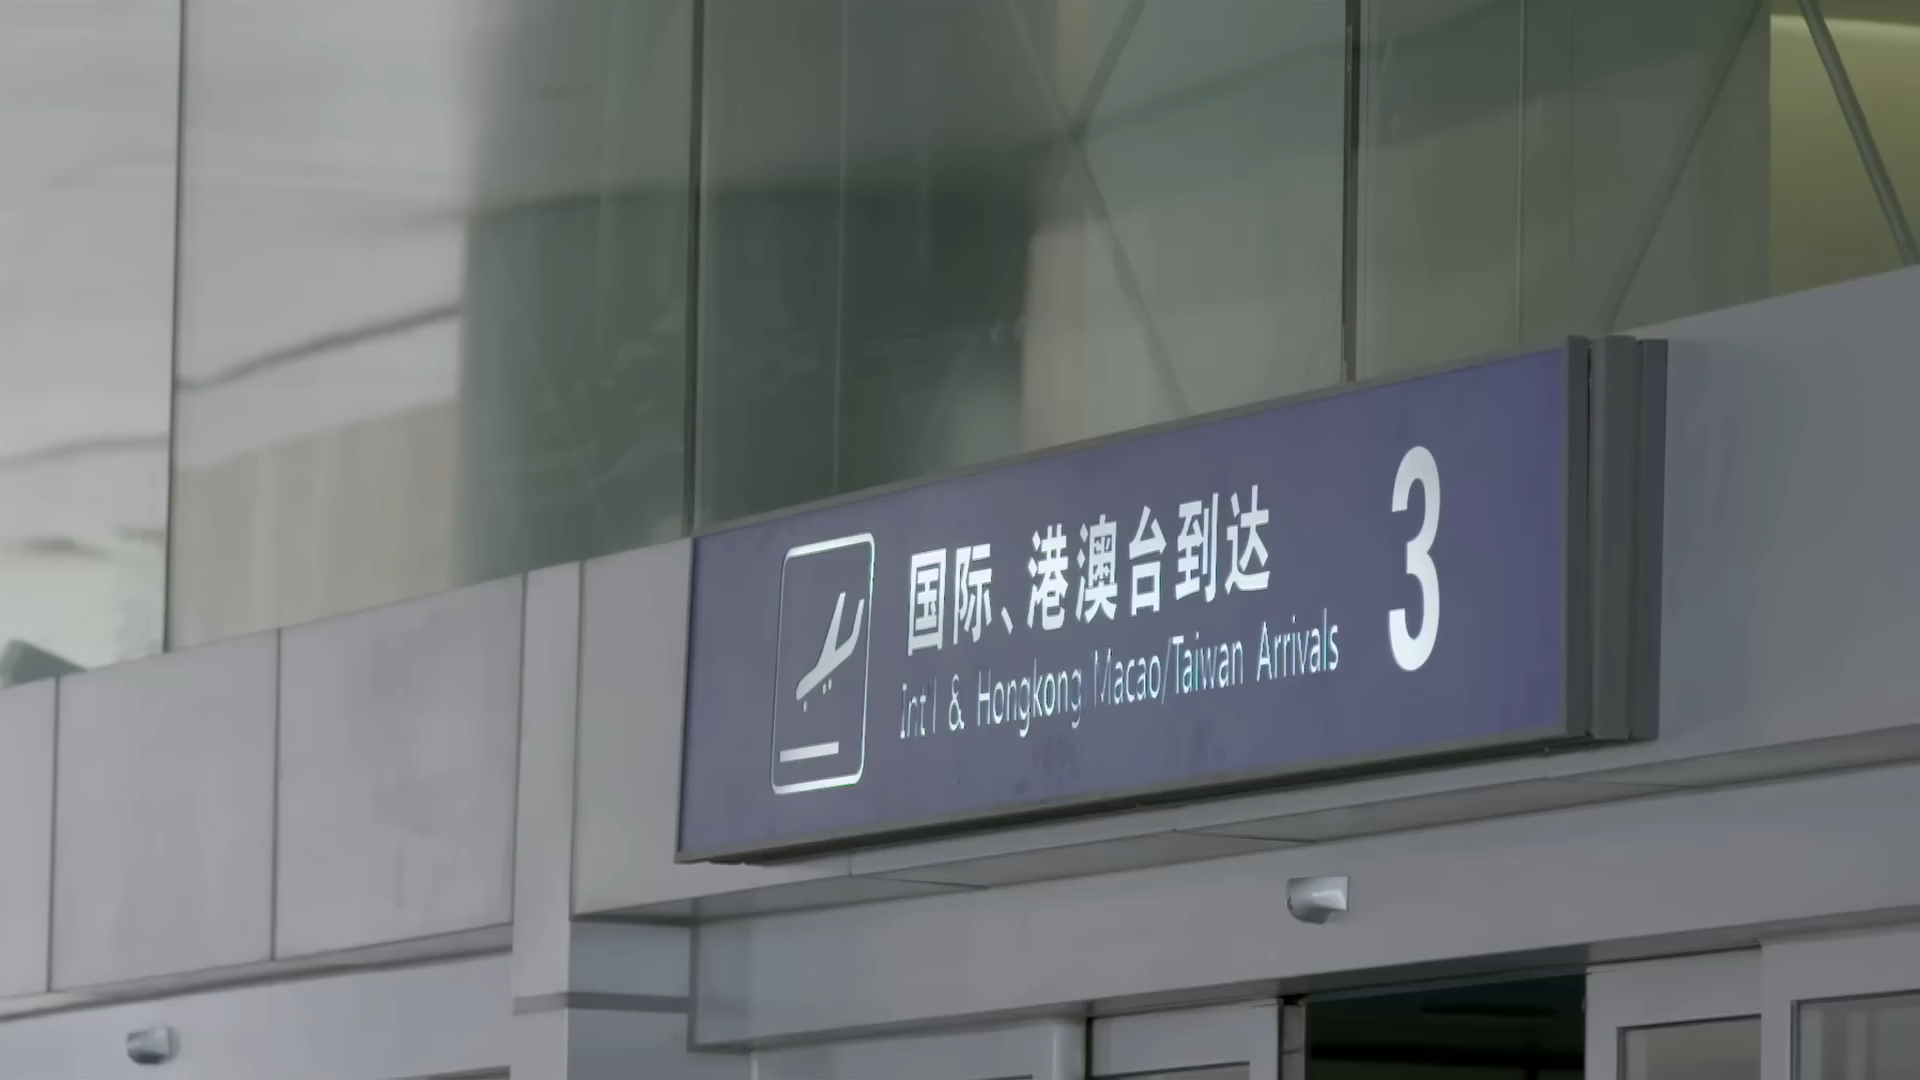 国际、港澳台到达
Int'l & Hongkong Macao/Taiwan Arrivals
3